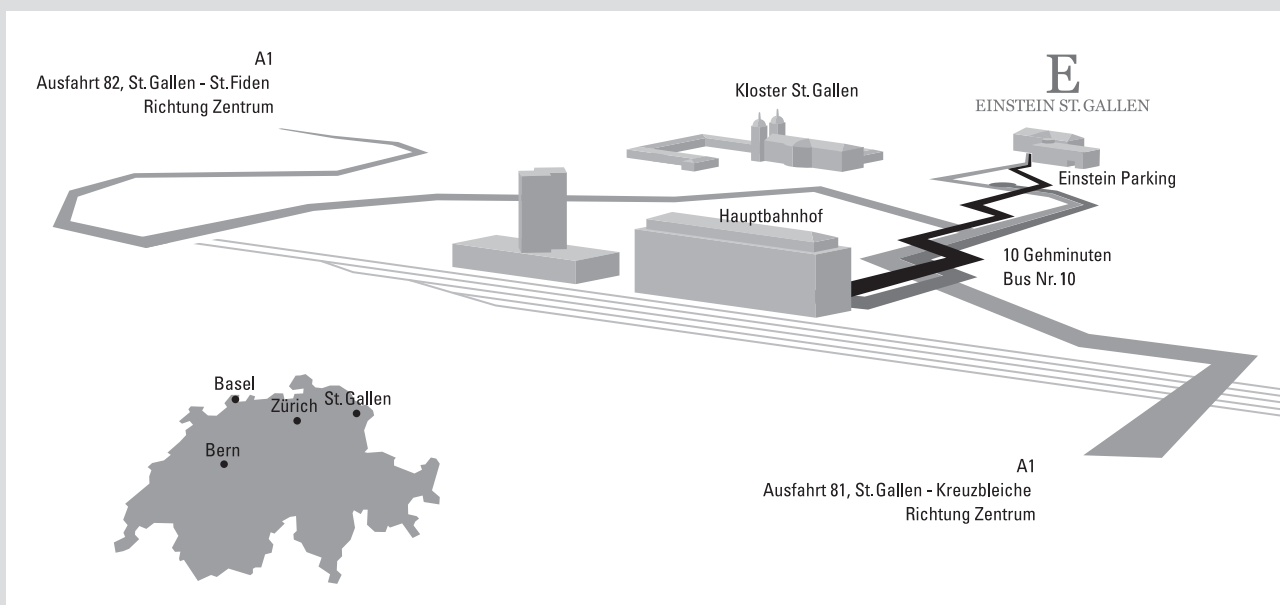 A1
Ausfahrt 82, St. Gallen - St. Fiden
Richtung Zentrum
Kloster St. Gallen
E
EINSTEIN ST. GALLEN
Einstein Parking
Hauptbahnhof
10 Gehminuten
Bus Nr. 10
Basel
Zürich
St. Gallen
Bern
A1
Ausfahrt 81, St. Gallen - Kreuzbleiche
Richtung Zentrum